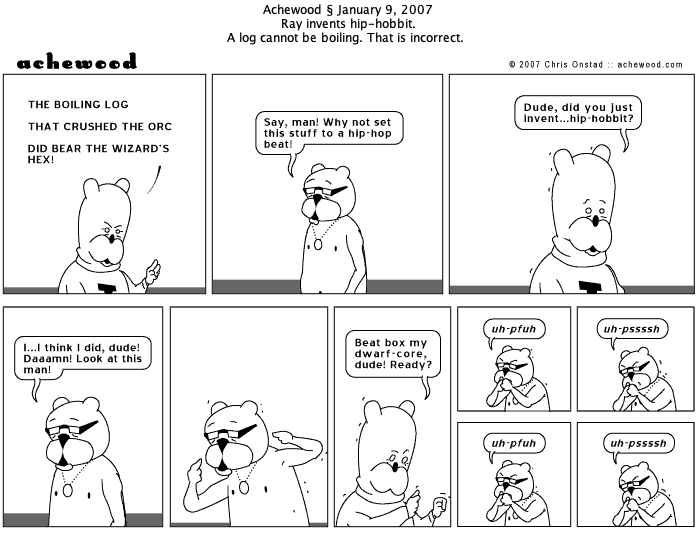 Achewood § January 9, 2007
Ray invents hip-hobbit.
A log cannot be boiling. That is incorrect.
achewood
© 2007 Chris Onstad :: achewood.com
THE BOILING LOG
THAT CRUSHED THE ORC
DID BEAR THE WIZARD'S
HEX!
Say, man! Why not set
this stuff to a hip-hop
beat!
Dude, did you just
invent...hip-hobbit?
I...I think I did, dude!
Daaamn! Look at this
man!
Beat box my
dwarf-core,
dude! Ready?
uh-pfuh
uh-pssssh
uh-pfuh
uh-pssssh